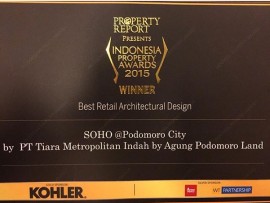 PROPERTY
REPORT
PRESENTS
INDONESIA
PROPERTY
AWARDS
2015
WINNER
Best Retail Architectural Design
SOHO @Podomoro City
by PT Tiara Metropolitan Indah by Agung Podomoro Land
KOHLER
PARTNERSHIP